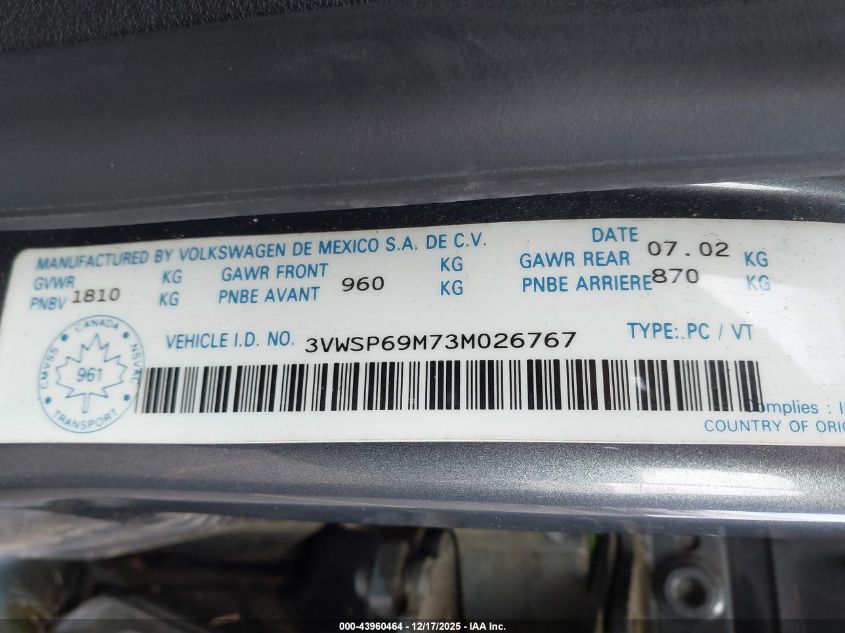 MANUFACTURED BY VOLKSWAGEN DE MEXICO S.A. DE C.V. DATE 07.02
GVWR KG GAWR FRONT KG GAWR REAR KG
PNBV 1810 KG PNBE AVANT 960 KG PNBE ARRIERE 870 KG
VEHICLE I.D. NO. 3VWSP69M73M026767 TYPE: PC / VT
CANADA
CMVSS 961 NSVAC
TRANSPORT
omplies : I
COUNTRY OF ORI
000-43960464 - 12/17/2025 - IAA Inc.